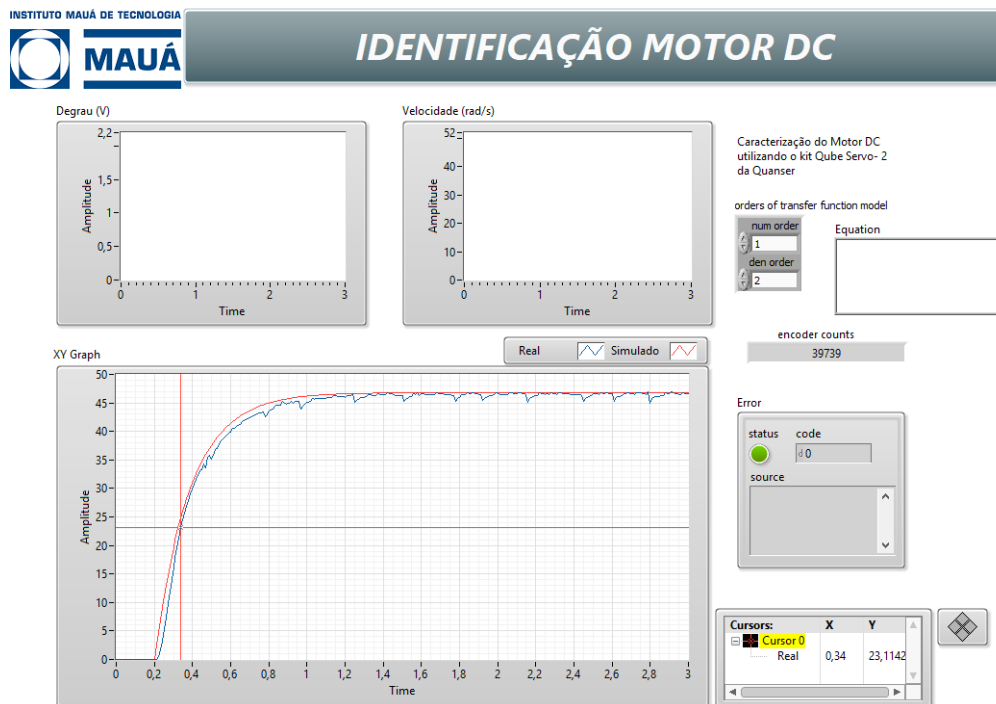 INSTITUTO MAUÁ DE TECNOLOGIA
MAUÁ
IDENTIFICAÇÃO MOTOR DC
Degrau (V)
Amplitude
2,2
1,5
1
0,5
0
0 1 2 3
Time
Velocidade (rad/s)
Amplitude
52
40
30
20
10
0
0 1 2 3
Time
Caracterização do Motor DC
utilizando o kit Qube Servo- 2
da Quanser
orders of transfer function model
num order
1
den order
2
Equation
encoder counts
39739
XY Graph
Real Simulado
Amplitude
50
45
40
35
30
25
20
15
10
5
0
0 0,2 0,4 0,6 0,8 1 1,2 1,4 1,6 1,8 2 2,2 2,4 2,6 2,8 3
Time
Error
status code
d 0
source
Cursors: X Y
Cursor 0
Real 0,34 23,1142